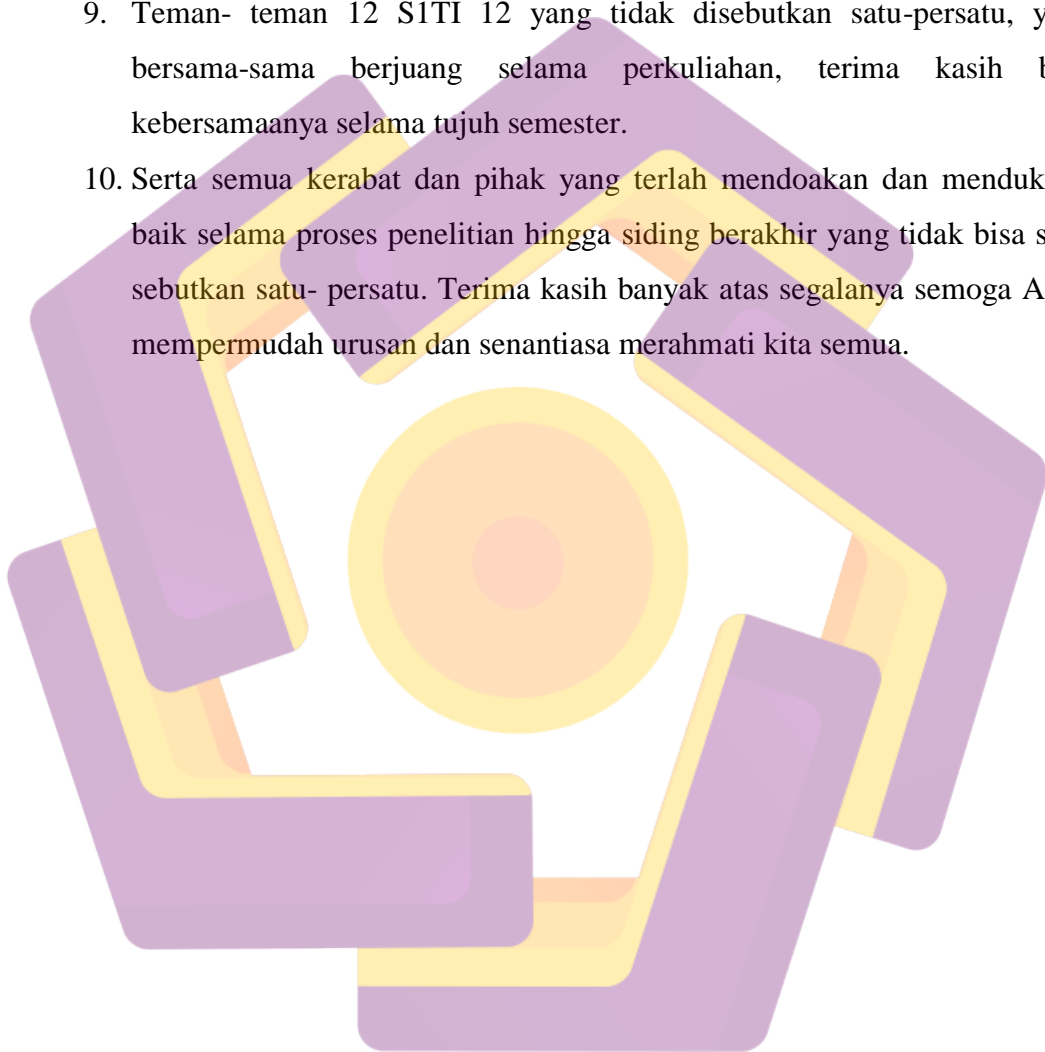 9. Teman- teman 12 S1TI 12 yang tidak disebutkan satu-persatu,
bersama-sama berjuang selama perkuliahan, terima kasih
kebersamaanya selama tujuh semester.
10. Serta semua kerabat dan pihak yang terlah mendoakan dan
baik selama proses penelitian hingga siding berakhir yang tidak bisa
sebutkan satu- persatu. Terima kasih banyak atas segalanya semoga
mempermudah urusan dan senantiasa merahmati kita semua.